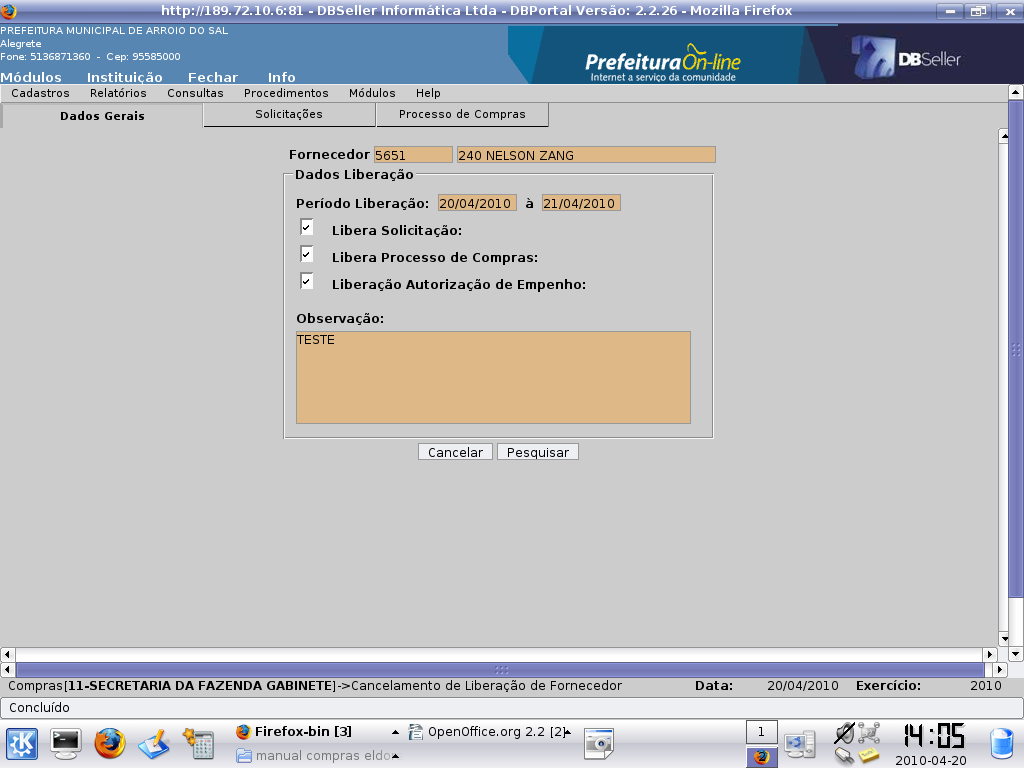 http://189.72.10.6:81 - DBSeller Informática Ltda - DBPortal Versão: 2.2.26 - Mozilla Firefox
PREFEITURA MUNICIPAL DE ARROIO DO SAL
Alegrete
Fone: 5136871360 - Cep: 95585000
Módulos Instituição Fechar Info
Prefeitura On-line
Internet a serviço da comunidade
DBSeller
Cadastros Relatórios Consultas Procedimentos Módulos Help
Dados Gerais Solicitações Processo de Compras
Fornecedor 5651 240 NELSON ZANG
Dados Liberação
Período Liberação: 20/04/2010 à 21/04/2010
Libera Solicitação:
Libera Processo de Compras:
Liberação Autorização de Empenho:
Observação:
TESTE
Cancelar Pesquisar
Compras[11-SECRETARIA DA FAZENDA GABINETE]->Cancelamento de Liberação de Fornecedor Data: 20/04/2010 Exercício: 2010
Concluído
Firefox-bin [3] OpenOffice.org 2.2 [2] 1 14:05
manual compras eldo 2010-04-20